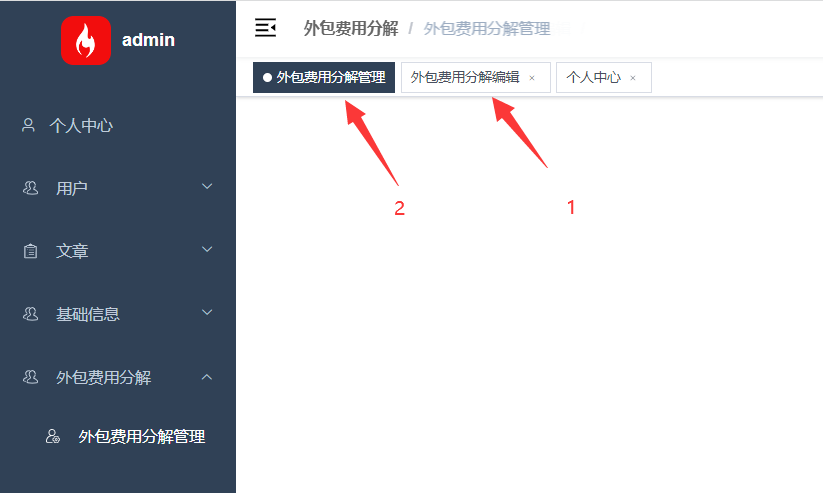 admin
外包费用分解 / 外包费用分解管理
外包费用分解管理 外包费用分解编辑 × 个人中心 ×
个人中心
用户
2
1
文章
基础信息
外包费用分解
外包费用分解管理